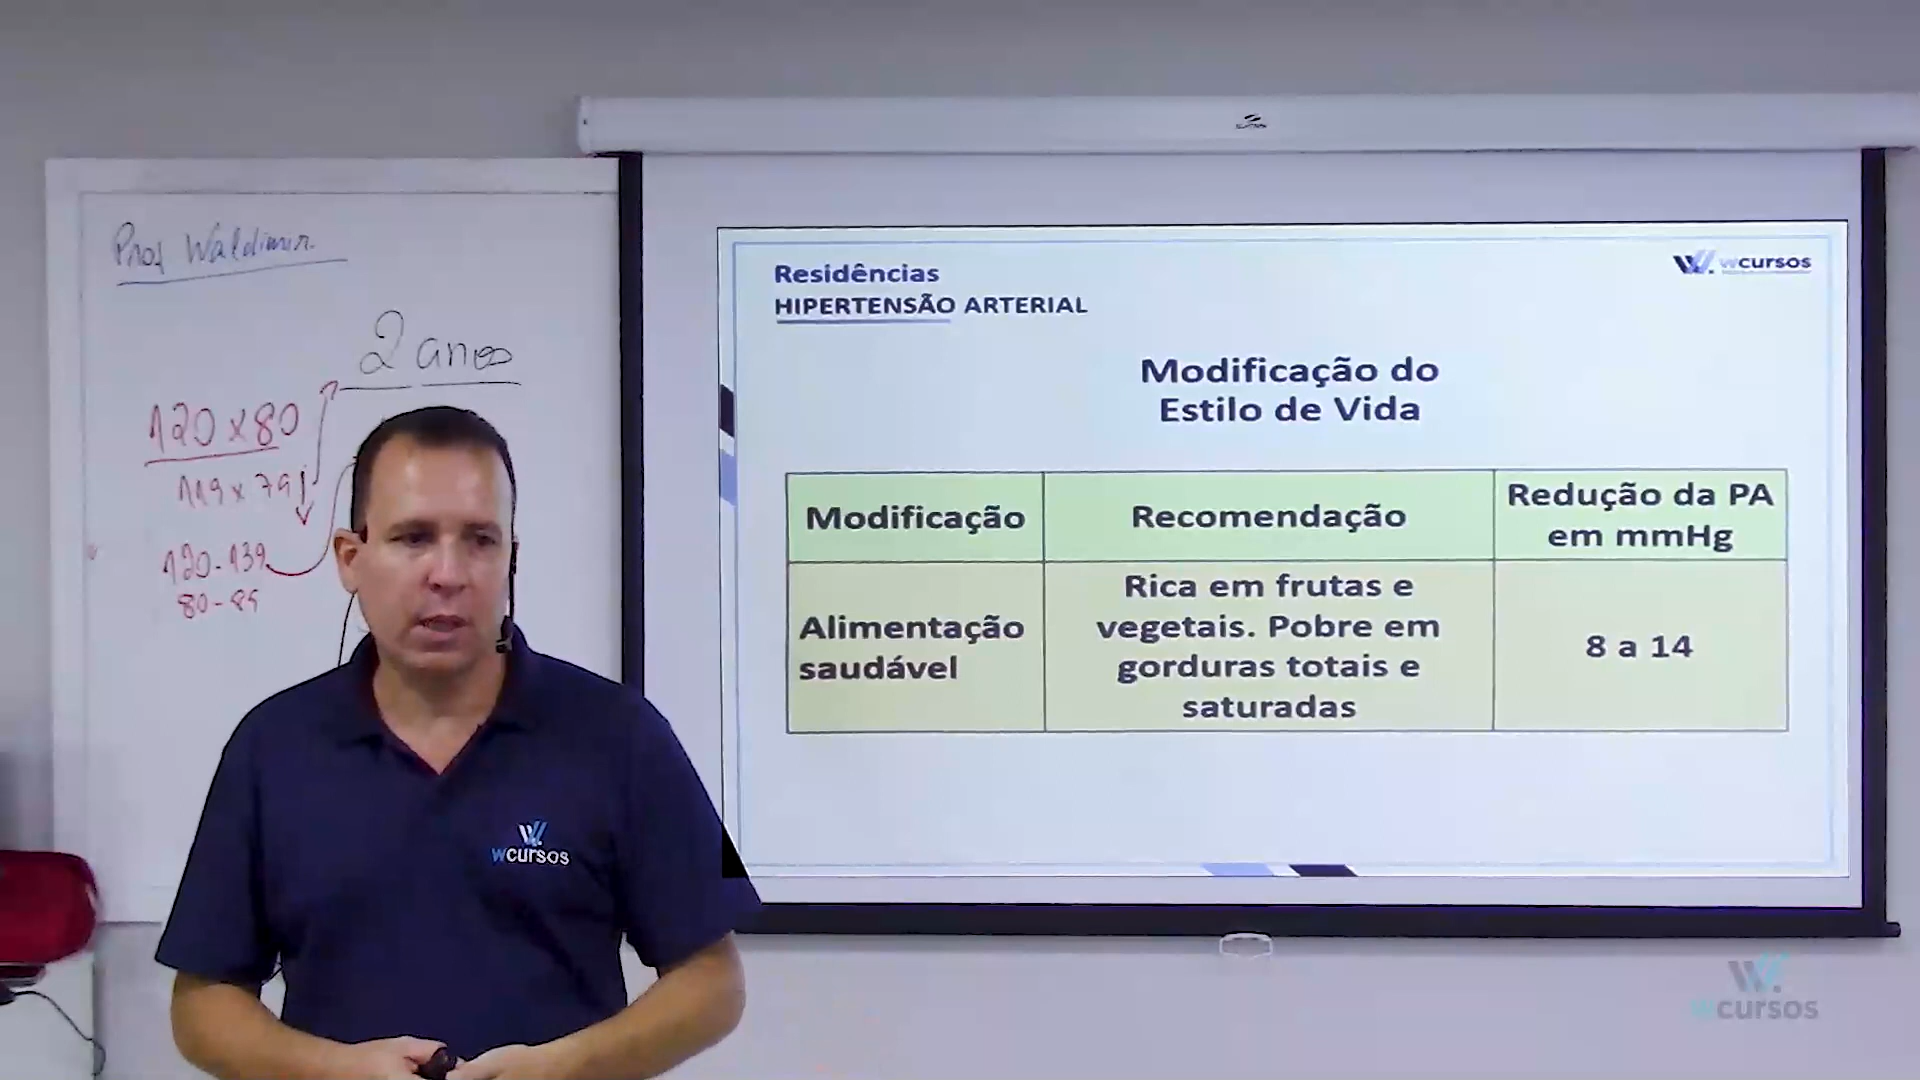 Prof Waldimir
2 anos
120 x 80
119 x 79
120-139
80-89
wcursos
Residências
HIPERTENSÃO ARTERIAL
wcursos
Modificação do
Estilo de Vida
Modificação
Recomendação
Redução da PA
em mmHg
Alimentação
saudável
Rica em frutas e
vegetais. Pobre em
gorduras totais e
saturadas
8 a 14
wcursos